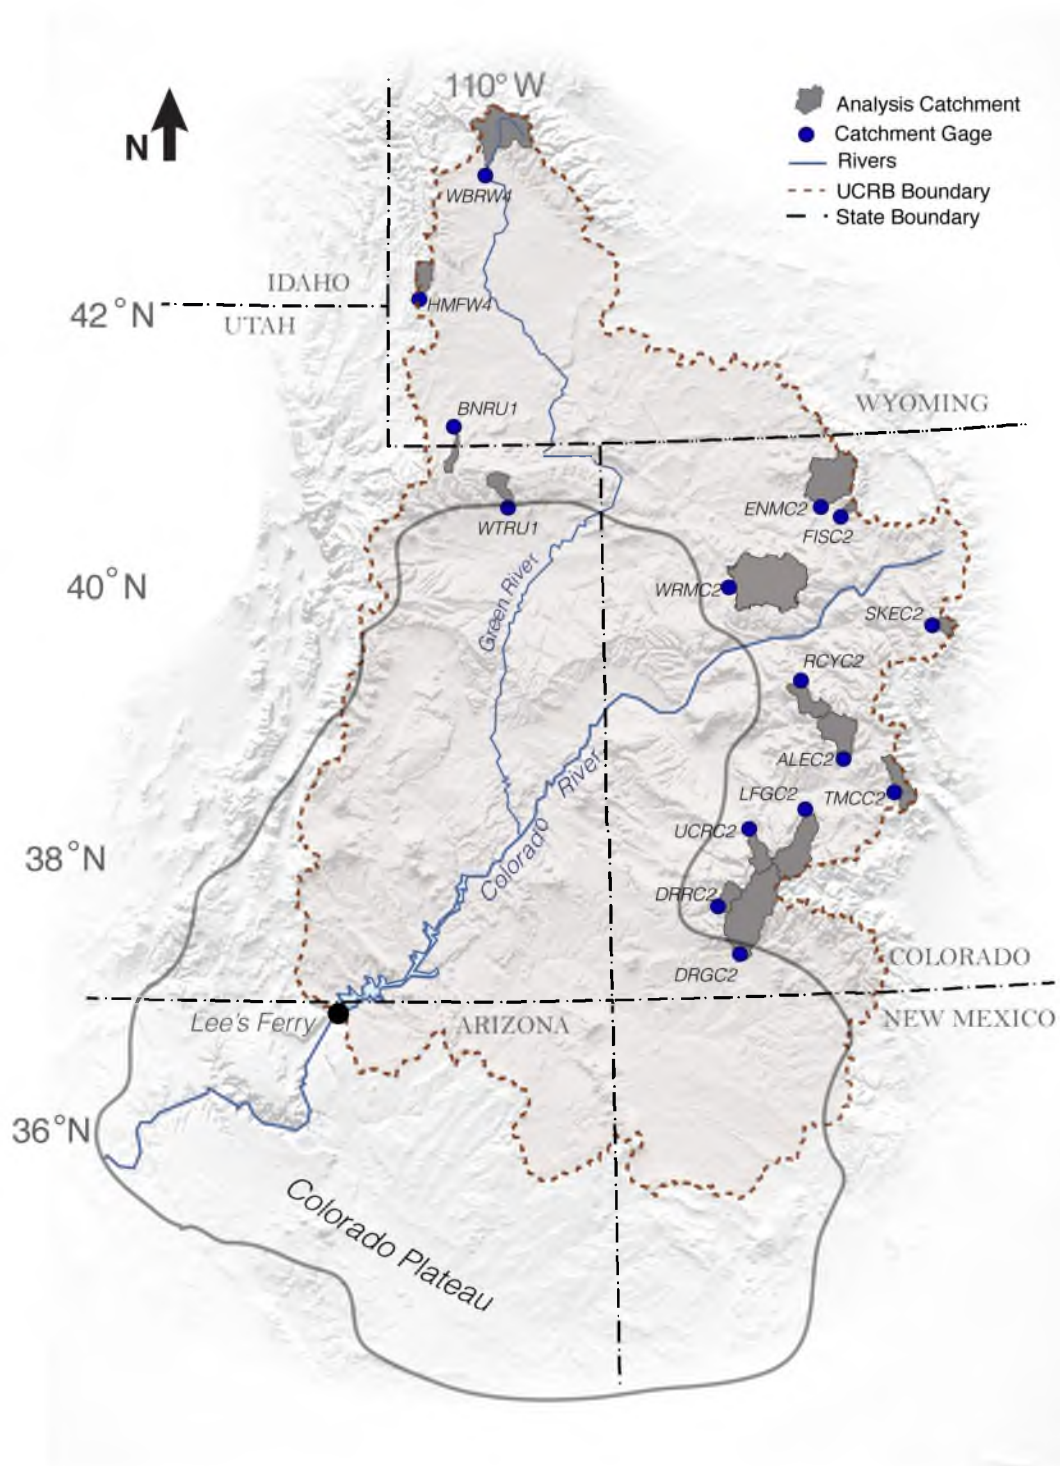 110° W
N
Analysis Catchment
Catchment Gage
Rivers
UCRB Boundary
State Boundary
WBRW4
IDAHO
HMFW4
42°N
UTAH
BNRU1
WYOMING
ENMC2
WTRU1
FISC2
40°N
WRMC2
Green River
SKEC2
RCYC2
ALEC2
Colorado River
LFGC2
TMCC2
UCRC2
38°N
DRRC2
COLORADO
DRGC2
Lee's Ferry
ARIZONA
NEW MEXICO
36°N
Colorado Plateau